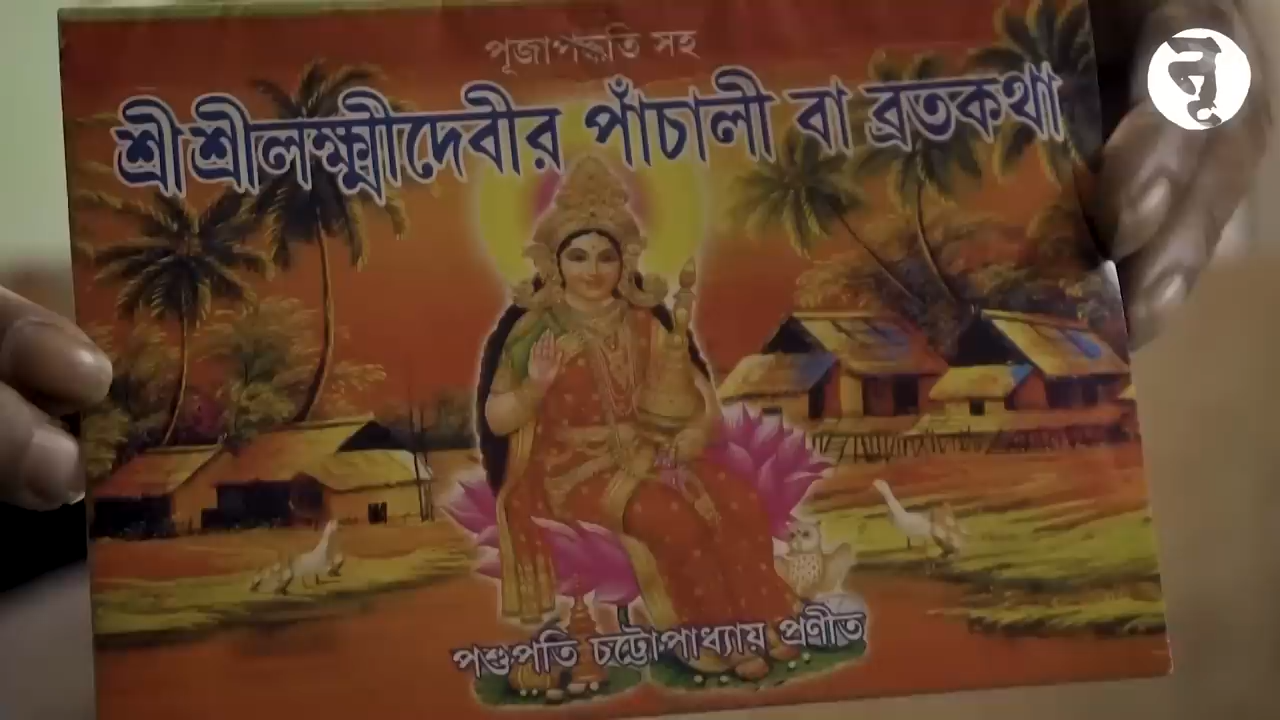 পূজাপদ্ধতি সহ
শ্রীশ্রীলক্ষ্মীদেবীর পাঁচালী বা ব্রতকথা
পশুপতি চট্টোপাধ্যায় প্রণীত